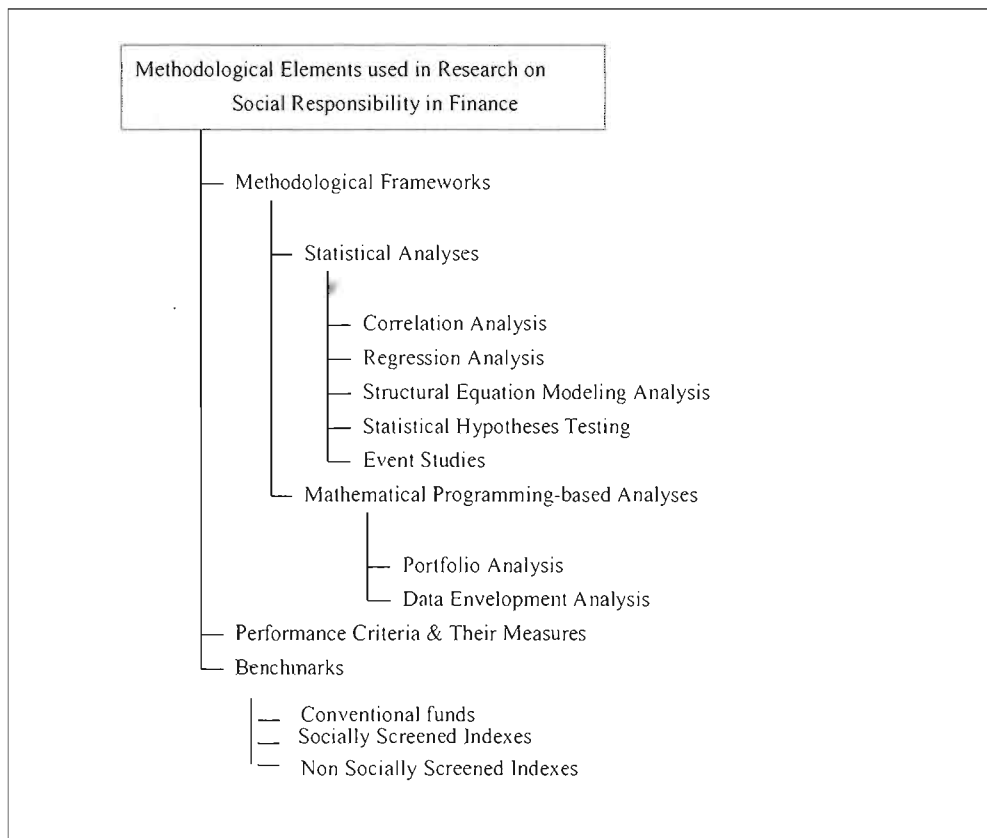 Methodological Elements used in Research on
Social Responsibility in Finance
Methodological Frameworks
Statistical Analyses
Correlation Analysis
Regression Analysis
Structural Equation Modeling Analysis
Statistical Hypotheses Testing
Event Studies
Mathematical Programming-based Analyses
Portfolio Analysis
Data Envelopment Analysis
Performance Criteria & Their Measures
Benchmarks
Conventional funds
Socially Screened Indexes
Non Socially Screened Indexes